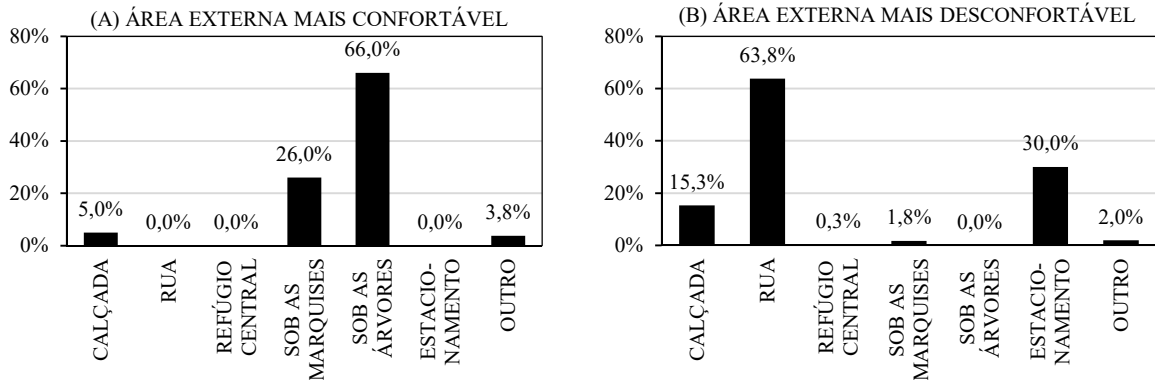 (A) ÁREA EXTERNA MAIS CONFORTÁVEL
80%
60%
40%
20%
0%
5,0%
0,0%
0,0%
26,0%
66,0%
0,0%
3,8%
CALÇADA
RUA
REFÚGIO
CENTRAL
SOB AS
MARQUISES
SOB AS
ÁRVORES
ESTACIO-
NAMENTO
OUTRO
(B) ÁREA EXTERNA MAIS DESCONFORTÁVEL
80%
60%
40%
20%
0%
15,3%
63,8%
0,3%
1,8%
0,0%
30,0%
2,0%
CALÇADA
RUA
REFÚGIO
CENTRAL
SOB AS
MARQUISES
SOB AS
ÁRVORES
ESTACIO-
NAMENTO
OUTRO